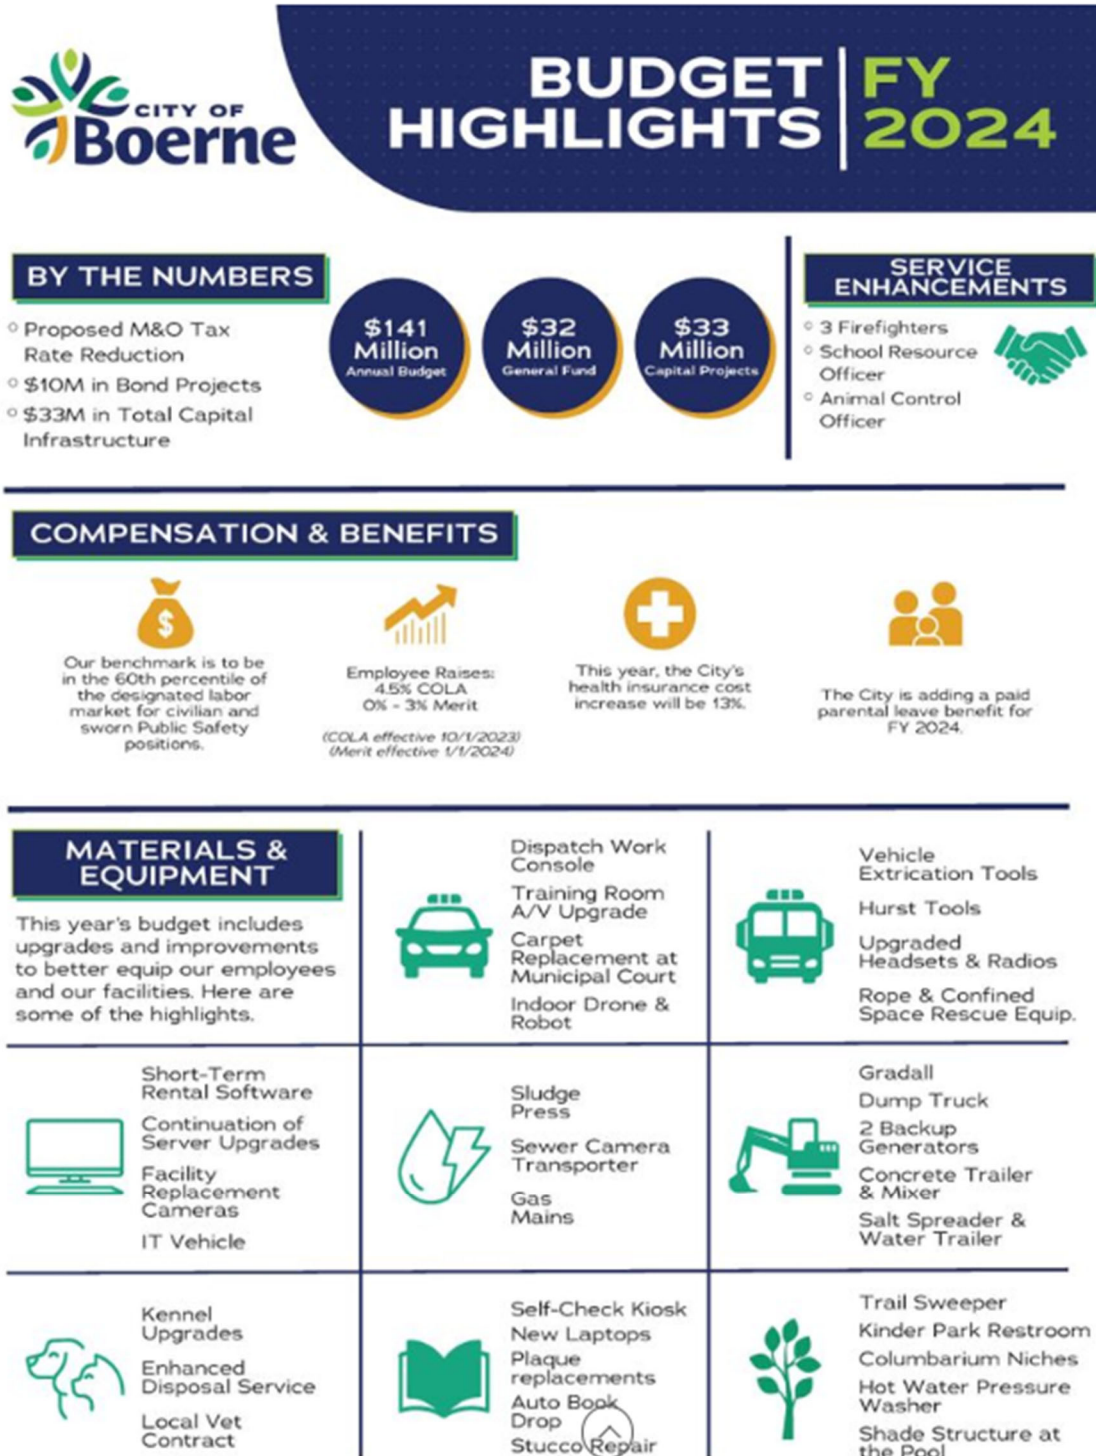 CITY OF
Boerne
BUDGET
HIGHLIGHTS
FY
2024
BY THE NUMBERS
Proposed M&O Tax
Rate Reduction
$10M in Bond Projects
$33M in Total Capital
Infrastructure
$141
Million
Annual Budget
$32
Million
General Fund
$33
Million
Capital Projects
SERVICE
ENHANCEMENTS
3 Firefighters
School Resource
Officer
Animal Control
Officer
COMPENSATION & BENEFITS
$
Our benchmark is to be
in the 60th percentile of
the designated labor
market for civilian and
sworn Public Safety
positions.
Employee Raises:
4.5% COLA
0% - 3% Merit
(COLA effective 10/1/2023)
(Merit effective 1/1/2024)
This year, the City's
health insurance cost
increase will be 13%.
The City is adding a paid
parental leave benefit for
FY 2024.
MATERIALS &
EQUIPMENT
This year's budget includes
upgrades and improvements
to better equip our employees
and our facilities. Here are
some of the highlights.
Dispatch Work
Console
Training Room
A/V Upgrade
Carpet
Replacement at
Municipal Court
Indoor Drone &
Robot
Vehicle
Extrication Tools
Hurst Tools
Upgraded
Headsets & Radios
Rope & Confined
Space Rescue Equip.
Short-Term
Rental Software
Continuation of
Server Upgrades
Facility
Replacement
Cameras
IT Vehicle
Sludge
Press
Sewer Camera
Transporter
Gas
Mains
Gradall
Dump Truck
2 Backup
Generators
Concrete Trailer
& Mixer
Salt Spreader &
Water Trailer
Kennel
Upgrades
Enhanced
Disposal Service
Local Vet
Contract
Self-Check Kiosk
New Laptops
Plaque
replacements
Auto Book
Drop
Stucco Repair
Trail Sweeper
Kinder Park Restroom
Columbarium Niches
Hot Water Pressure
Washer
Shade Structure at
the Pool